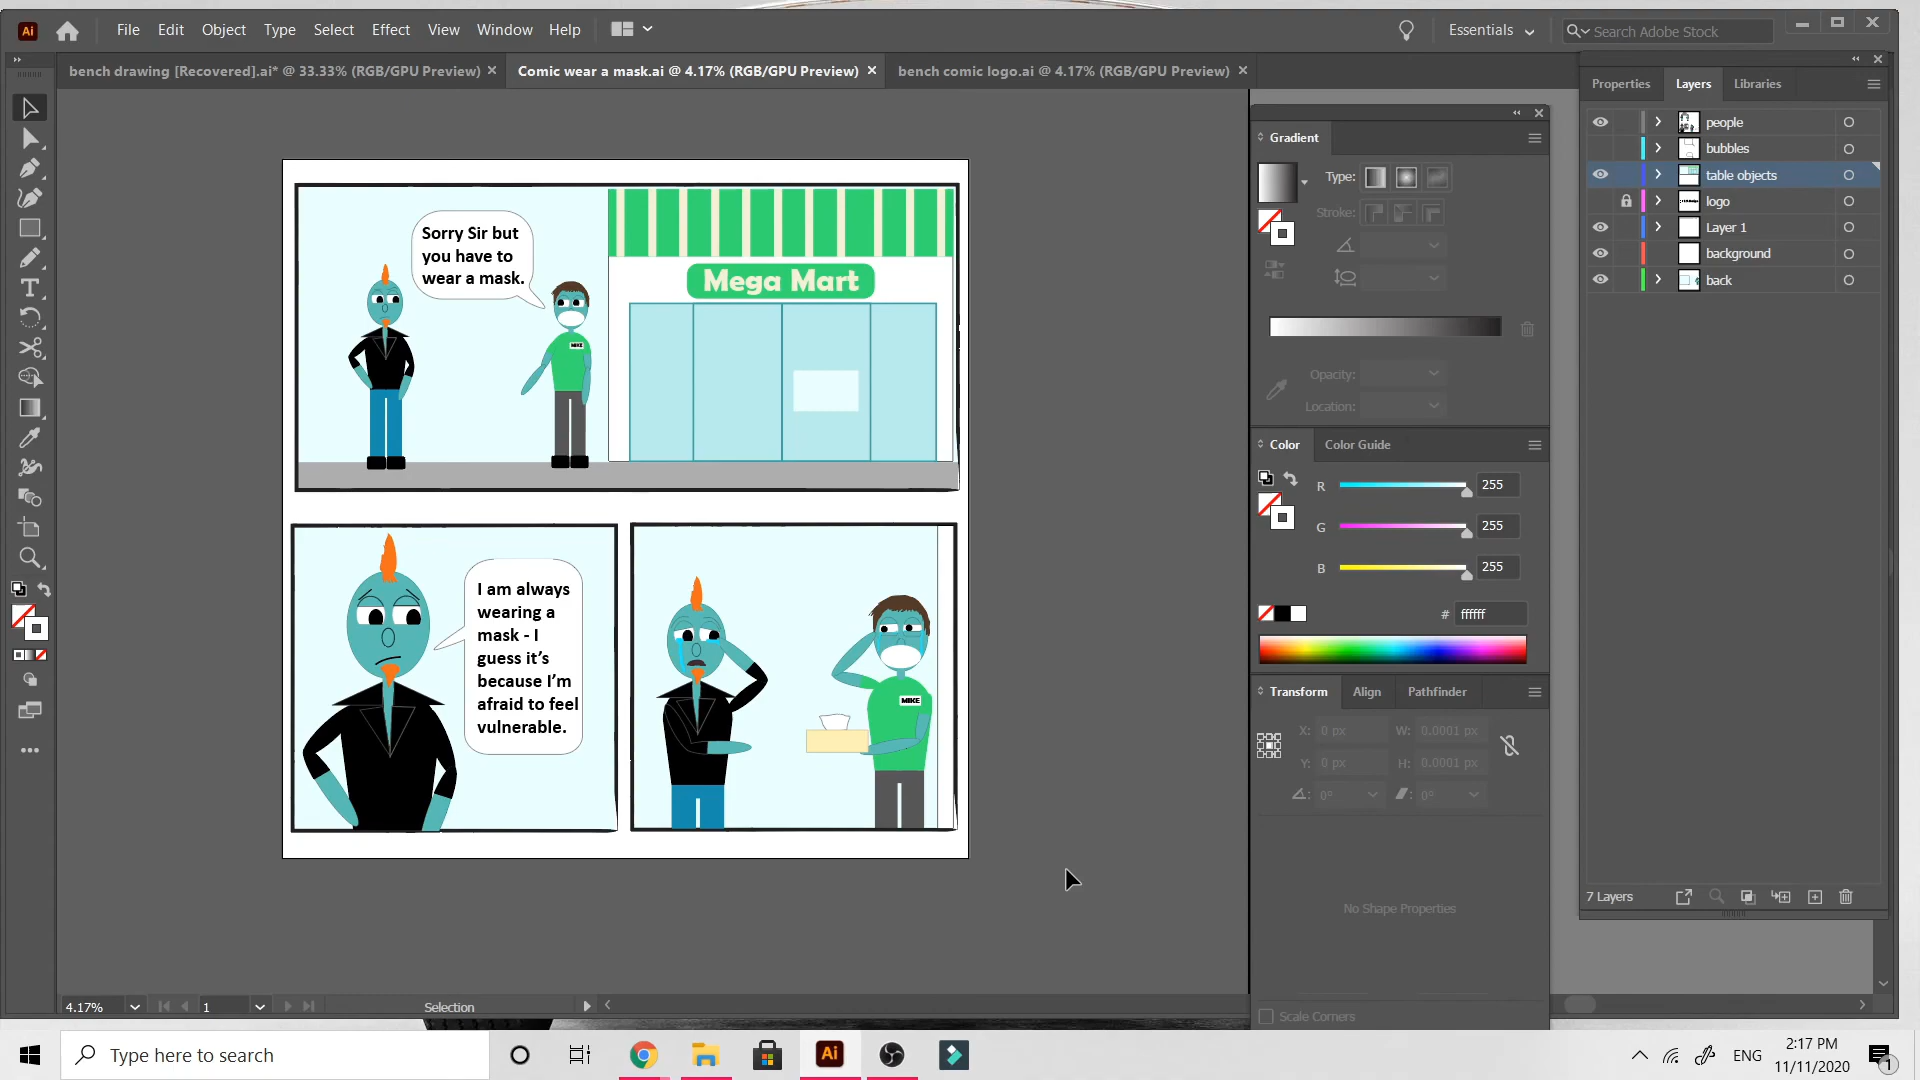 Ai
File Edit Object Type Select Effect View Window Help
Essentials
Search Adobe Stock
bench drawing [Recovered].ai* @ 33.33% (RGB/GPU Preview)
Comic wear a mask.ai @ 4.17% (RGB/GPU Preview)
bench comic logo.ai @ 4.17% (RGB/GPU Preview)
Sorry Sir but
you have to
wear a mask.
Mega Mart
MIKE
I am always
wearing a
mask - I
guess it's
because I'm
afraid to feel
vulnerable.
MIKE
Gradient
Type:
Stroke:
Opacity:
Location:
Color
Color Guide
R 255
G 255
B 255
# ffffff
Transform
Align
Pathfinder
X: 0 px W: 0.0001 px
Y: 0 px H: 0.0001 px
0° 0°
No Shape Properties
Scale Corners
Properties
Layers
Libraries
people
bubbles
table objects
logo
Layer 1
background
back
7 Layers
4.17%
1
Selection
Type here to search
Ai
ENG
2:17 PM
11/11/2020
1